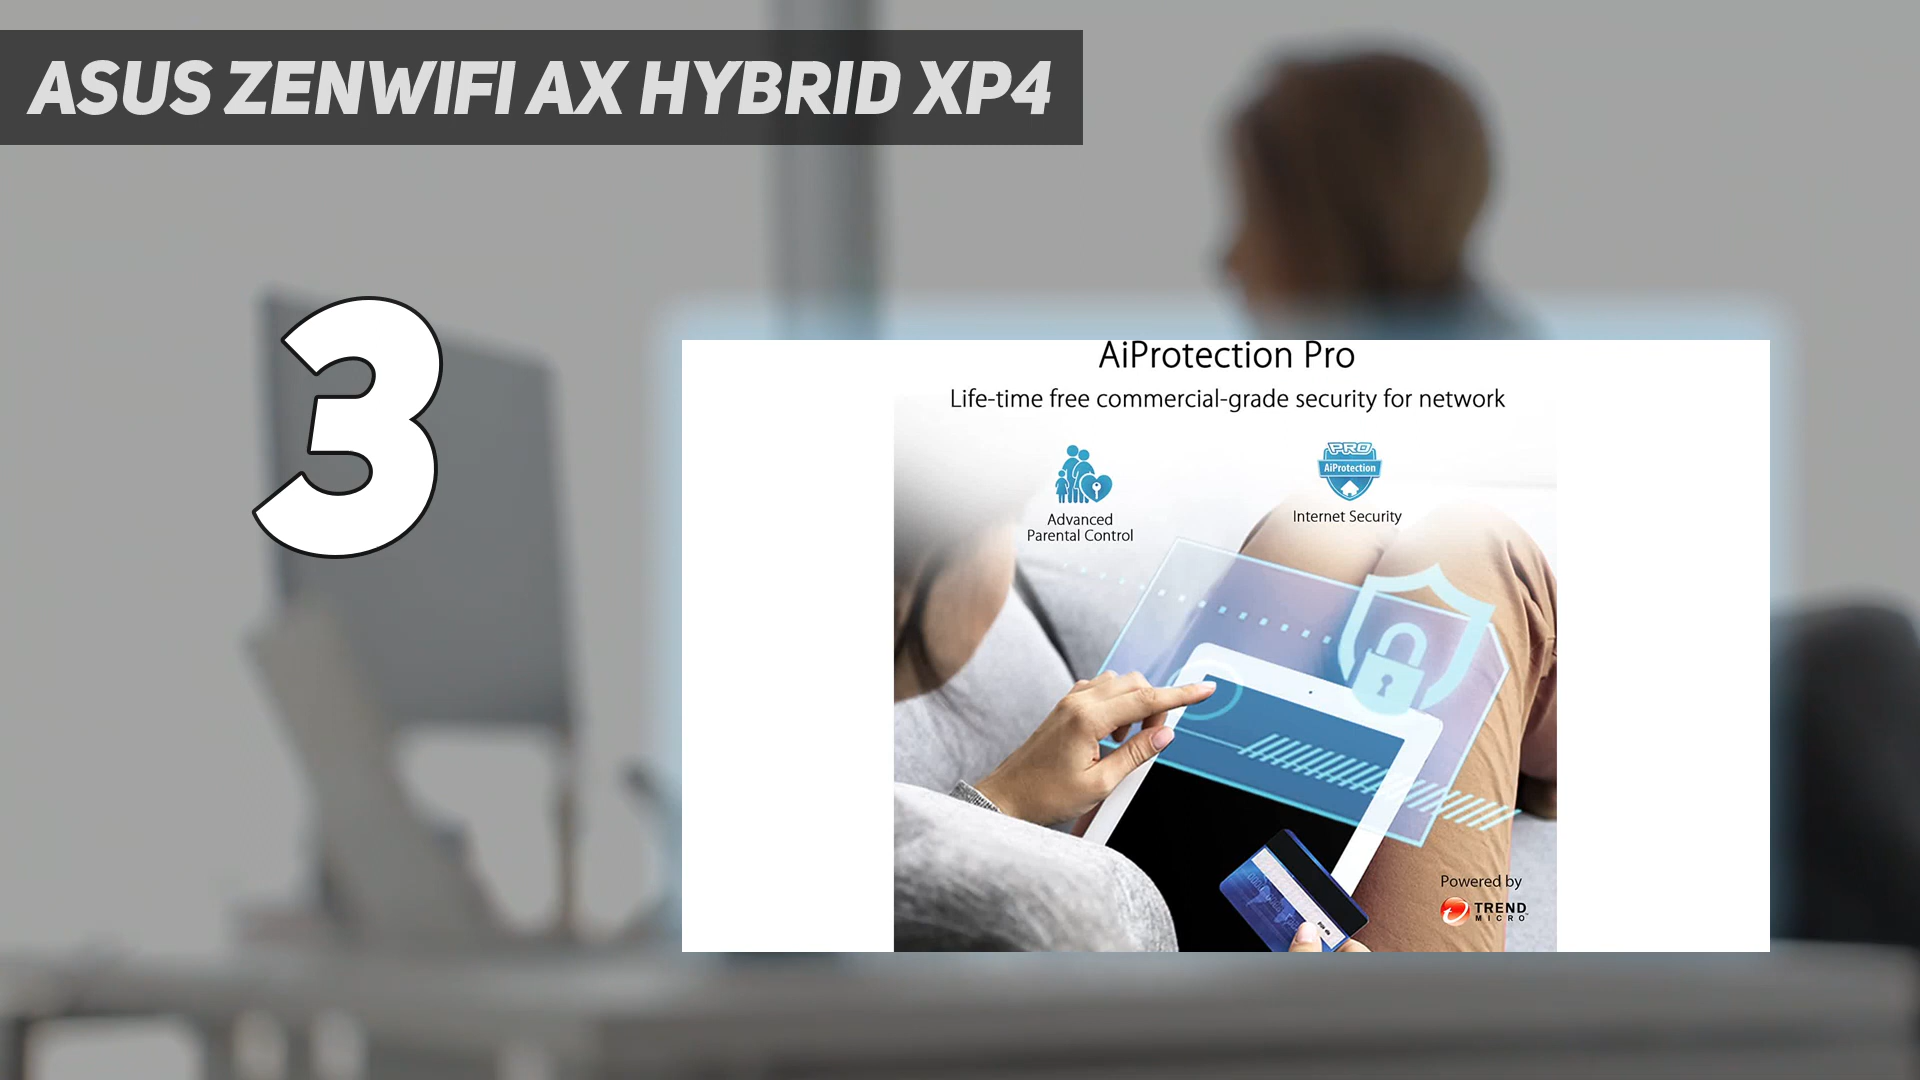 ASUS ZENWIFI AX HYBRID XP4
3
AiProtection Pro
Life-time free commercial-grade security for network
PRO
AiProtection
Advanced
Parental Control
Internet Security
Powered by
TREND
MICRO